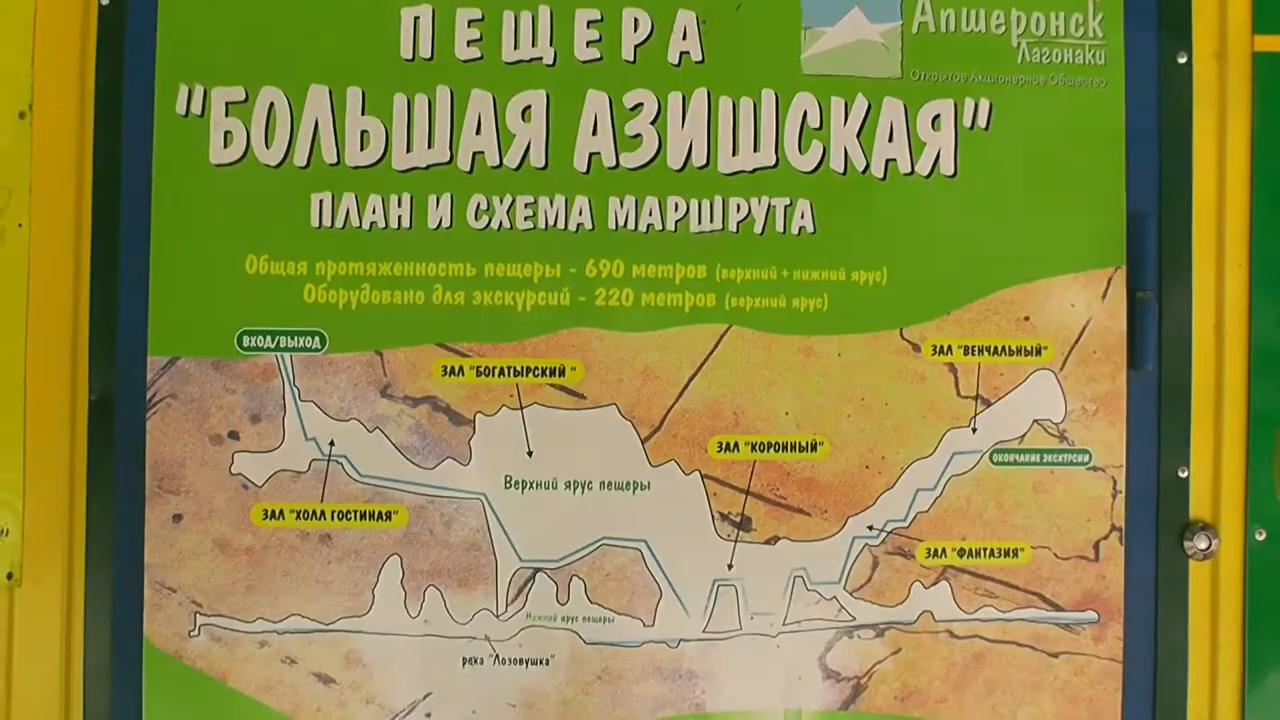 Апшеронск
Лагонаки
Открытое Акционерное Общество
ПЕЩЕРА
"БОЛЬШАЯ АЗИШСКАЯ"
ПЛАН И СХЕМА МАРШРУТА
Общая протяженность пещеры - 690 метров (верхний + нижний ярус)
Оборудовано для экскурсий - 220 метров (верхний ярус)
ВХОД/ВЫХОД
ЗАЛ "БОГАТЫРСКИЙ "
ЗАЛ "ВЕНЧАЛЬНЫЙ"
ЗАЛ "КОРОННЫЙ"
ОКОНЧАНИЕ ЭКСКУРСИИ
Верхний ярус пещеры
ЗАЛ "ХОЛЛ ГОСТИНАЯ"
ЗАЛ "ФАНТАЗИЯ"
Нижний ярус пещеры
река "Лозовушка"